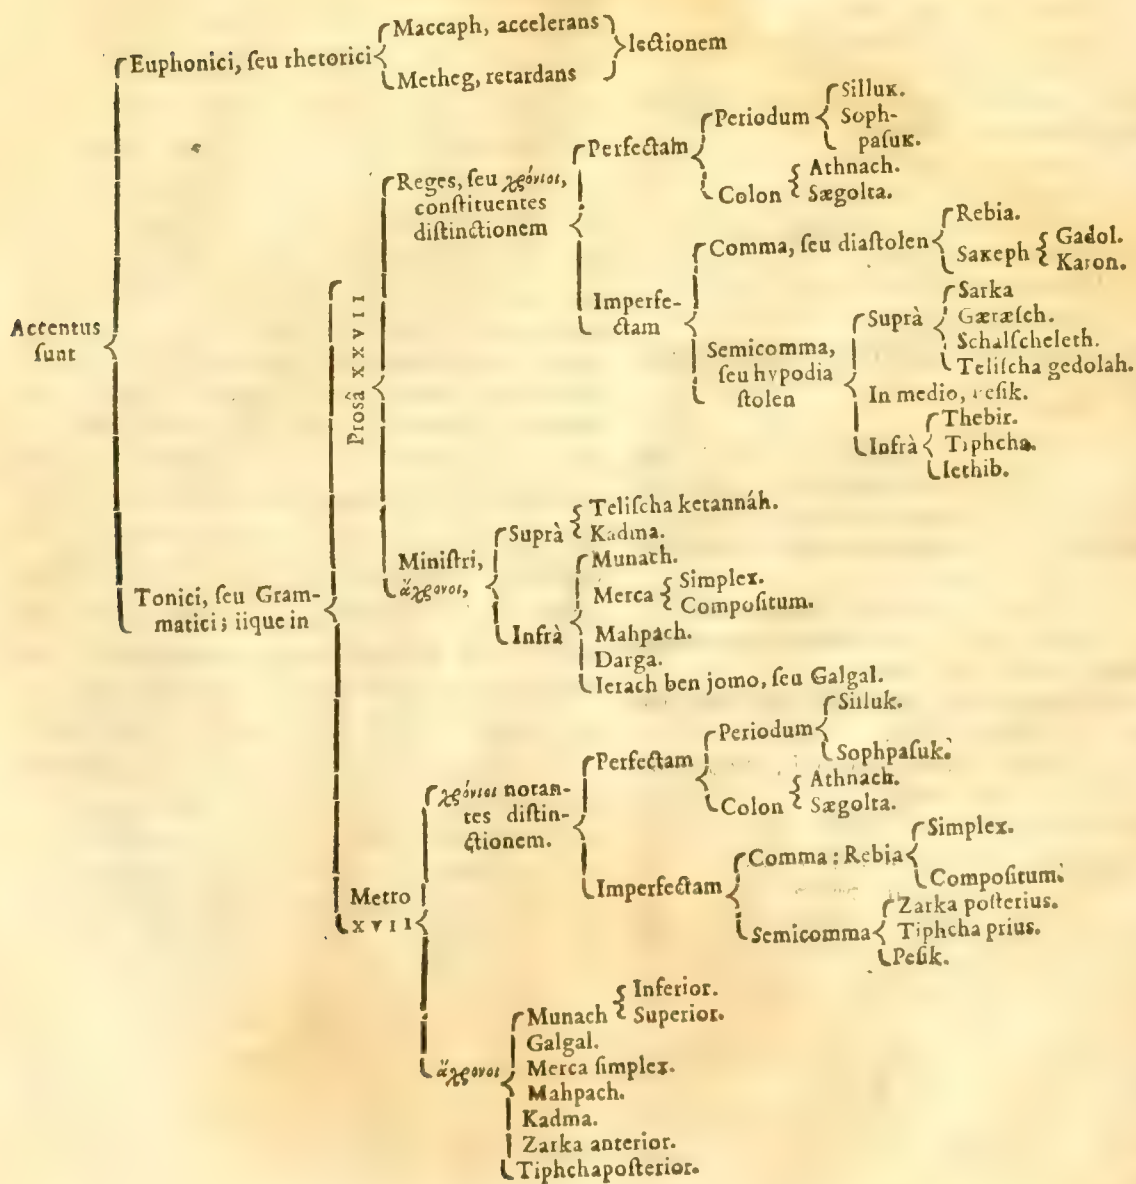 Maccaph, accelerans
Euphonici, ſeu rhetorici
lectionem
Metheg, retardans
Accentus
ſunt
Tonici, ſeu Gram-
matici; iique in
Prosâ XXVII
Reges, ſeu χρόνιοι,
conſtituentes
diſtinctionem
Perfectam
Periodum
Silluk.
Soph-
paſuk.
Colon
Athnach.
Sægolta.
Imperfe-
ctam
Comma, ſeu diaſtolen
Rebia.
Sakeph
Gadol.
Karon.
Semicomma,
ſeu hypodia
ſtolen
Suprà
Sarka
Gæræſch.
Schalſcheleth.
Teliſcha gedolah.
In medio, peſik.
Infrà
Thebir.
Tiphcha.
Iethib.
Miniſtri,
ἄχρονοι,
Suprà
Teliſcha ketannáh.
Kadma.
Infrà
Munach.
Merca
Simplex.
Compoſitum.
Mahpach.
Darga.
Ierach ben jomo, ſeu Galgal.
Metro
XVII
χρόνιοι notan-
tes diſtin-
ctionem.
Perfectam
Periodum
Silluk.
Sophpaſuk.
Colon
Athnach.
Sægolta.
Imperfectam
Comma: Rebia
Simplex.
Compoſitum.
Semicomma
Zarka poſterius.
Tiphcha prius.
Peſik.
ἄχρονοι
Munach
Inferior.
Superior.
Galgal.
Merca ſimplex.
Mahpach.
Kadma.
Zarka anterior.
Tiphchapoſterior.